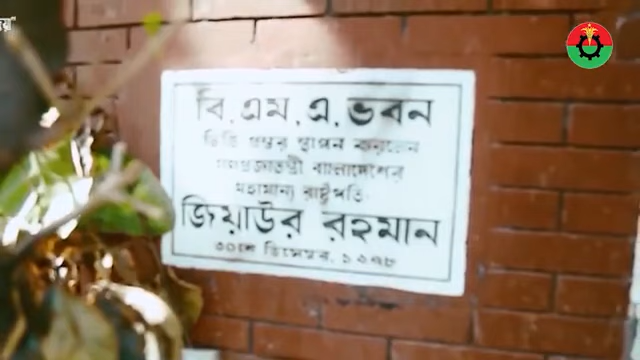 বি.এম.এ.ভবন
ভিত্তি প্রস্তর স্থাপন করলেন
গণপ্রজাতন্ত্রী বাংলাদেশের
মহামান্য রাষ্ট্রপতি
জিয়াউর রহমান
৩০শে ডিসেম্বর, ১৯৭৮